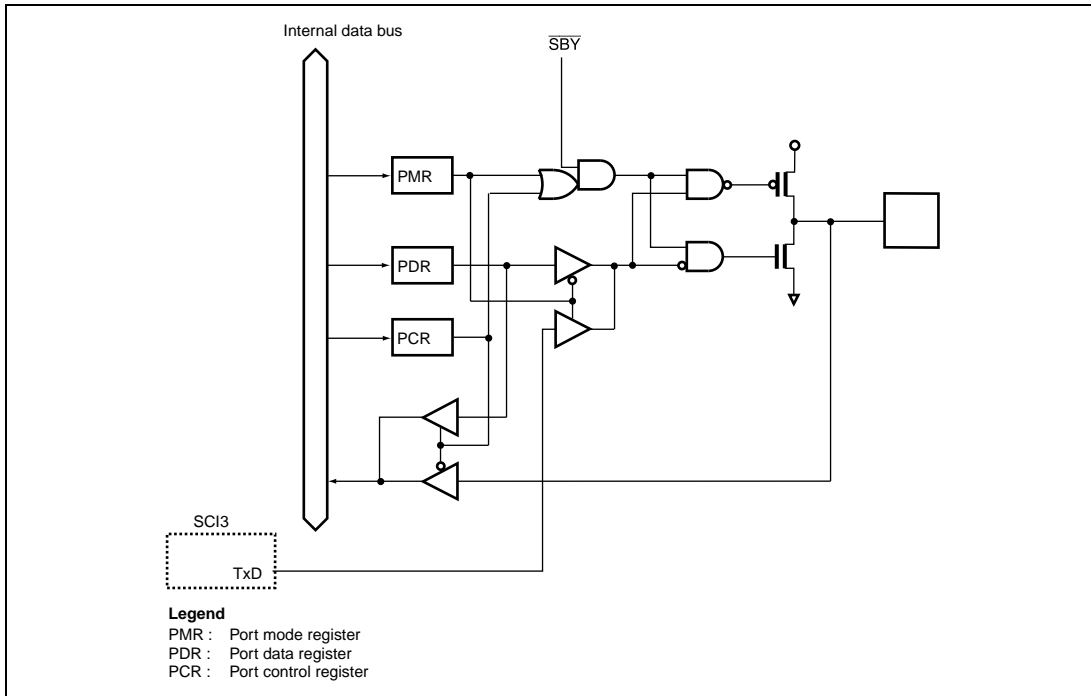 Internal data bus
SBY
PMR
PDR
PCR
SCI3
TxD
Legend
PMR : Port mode register
PDR : Port data register
PCR : Port control register